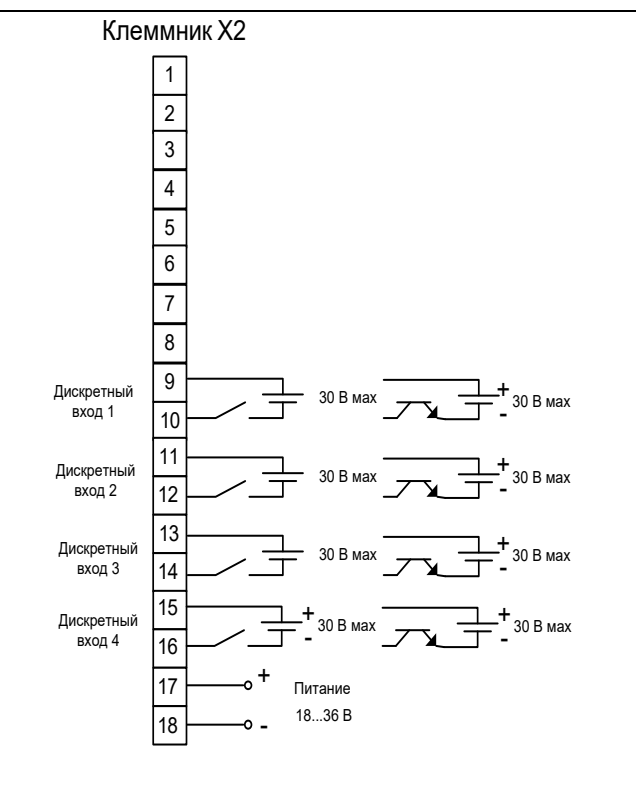 Клеммник X2
1
2
3
4
5
6
7
8
9
Дискретный
вход 1
30 В мах
+
30 В мах
-
10
11
Дискретный
вход 2
30 В мах
+
30 В мах
-
12
13
Дискретный
вход 3
30 В мах
+
30 В мах
-
14
15
Дискретный
вход 4
+
30 В мах
-
+
30 В мах
-
16
17
+
Питание
18...36 В
18
-